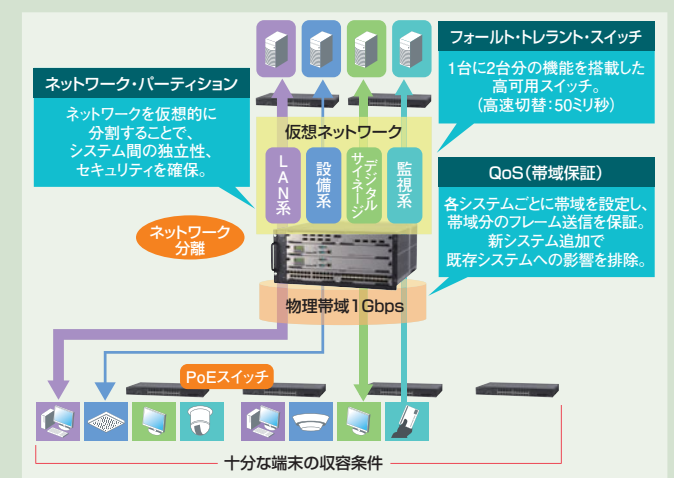 フォールト・トレラント・スイッチ
1台に2台分の機能を搭載した
高可用スイッチ。
(高速切替:50ミリ秒)
ネットワーク・パーティション
ネットワークを仮想的に
分割することで、
システム間の独立性、
セキュリティを確保。
仮想ネットワーク
LAN系
設備系
デジタル
サイネージ
監視系
QoS(帯域保証)
各システムごとに帯域を設定し、
帯域分のフレーム送信を保証。
新システム追加で
既存システムへの影響を排除。
ネットワーク
分離
物理帯域1Gbps
PoEスイッチ
十分な端末の収容条件